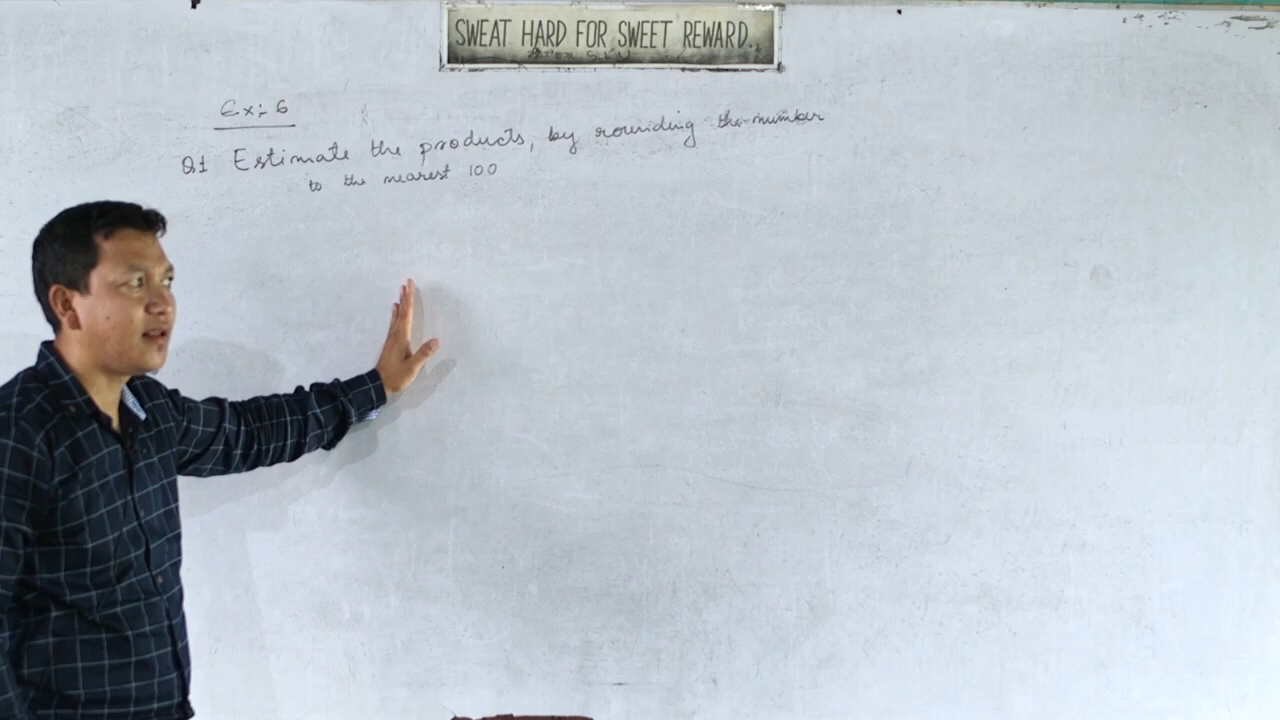 SWEAT HARD FOR SWEET REWARD.
Ex:- 6
Q1 Estimate the products, by rounding the number
to the nearest 100